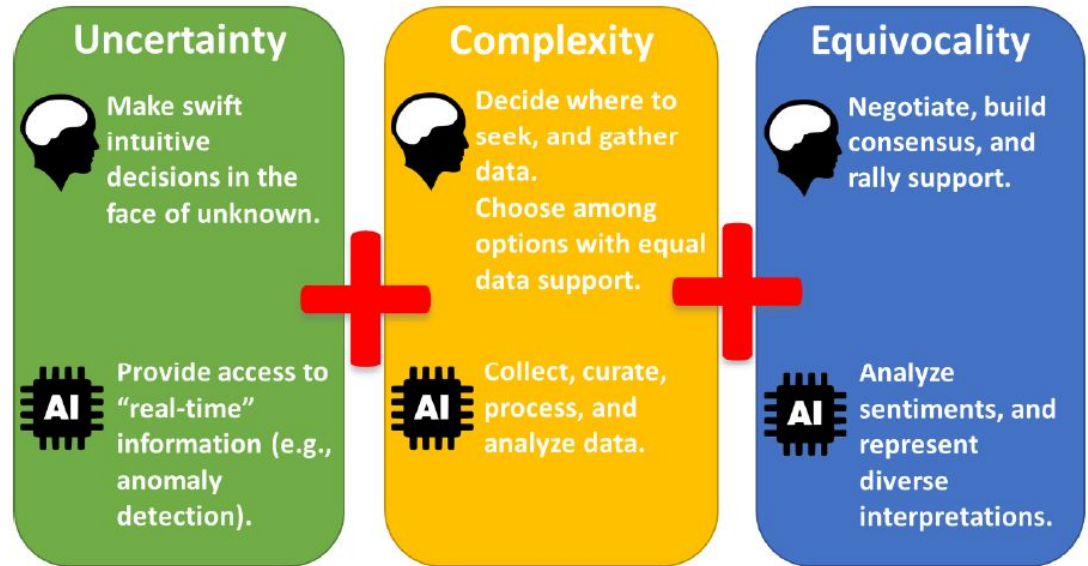 Uncertainty
Make swift
intuitive
decisions in the
face of unknown.
AI
Provide access to
“real-time”
information (e.g.,
anomaly
detection).
Complexity
Decide where to
seek, and gather
data.
Choose among
options with equal
data support.
AI
Collect, curate,
process, and
analyze data.
Equivocality
Negotiate, build
consensus, and
rally support.
AI
Analyze
sentiments, and
represent
diverse
interpretations.